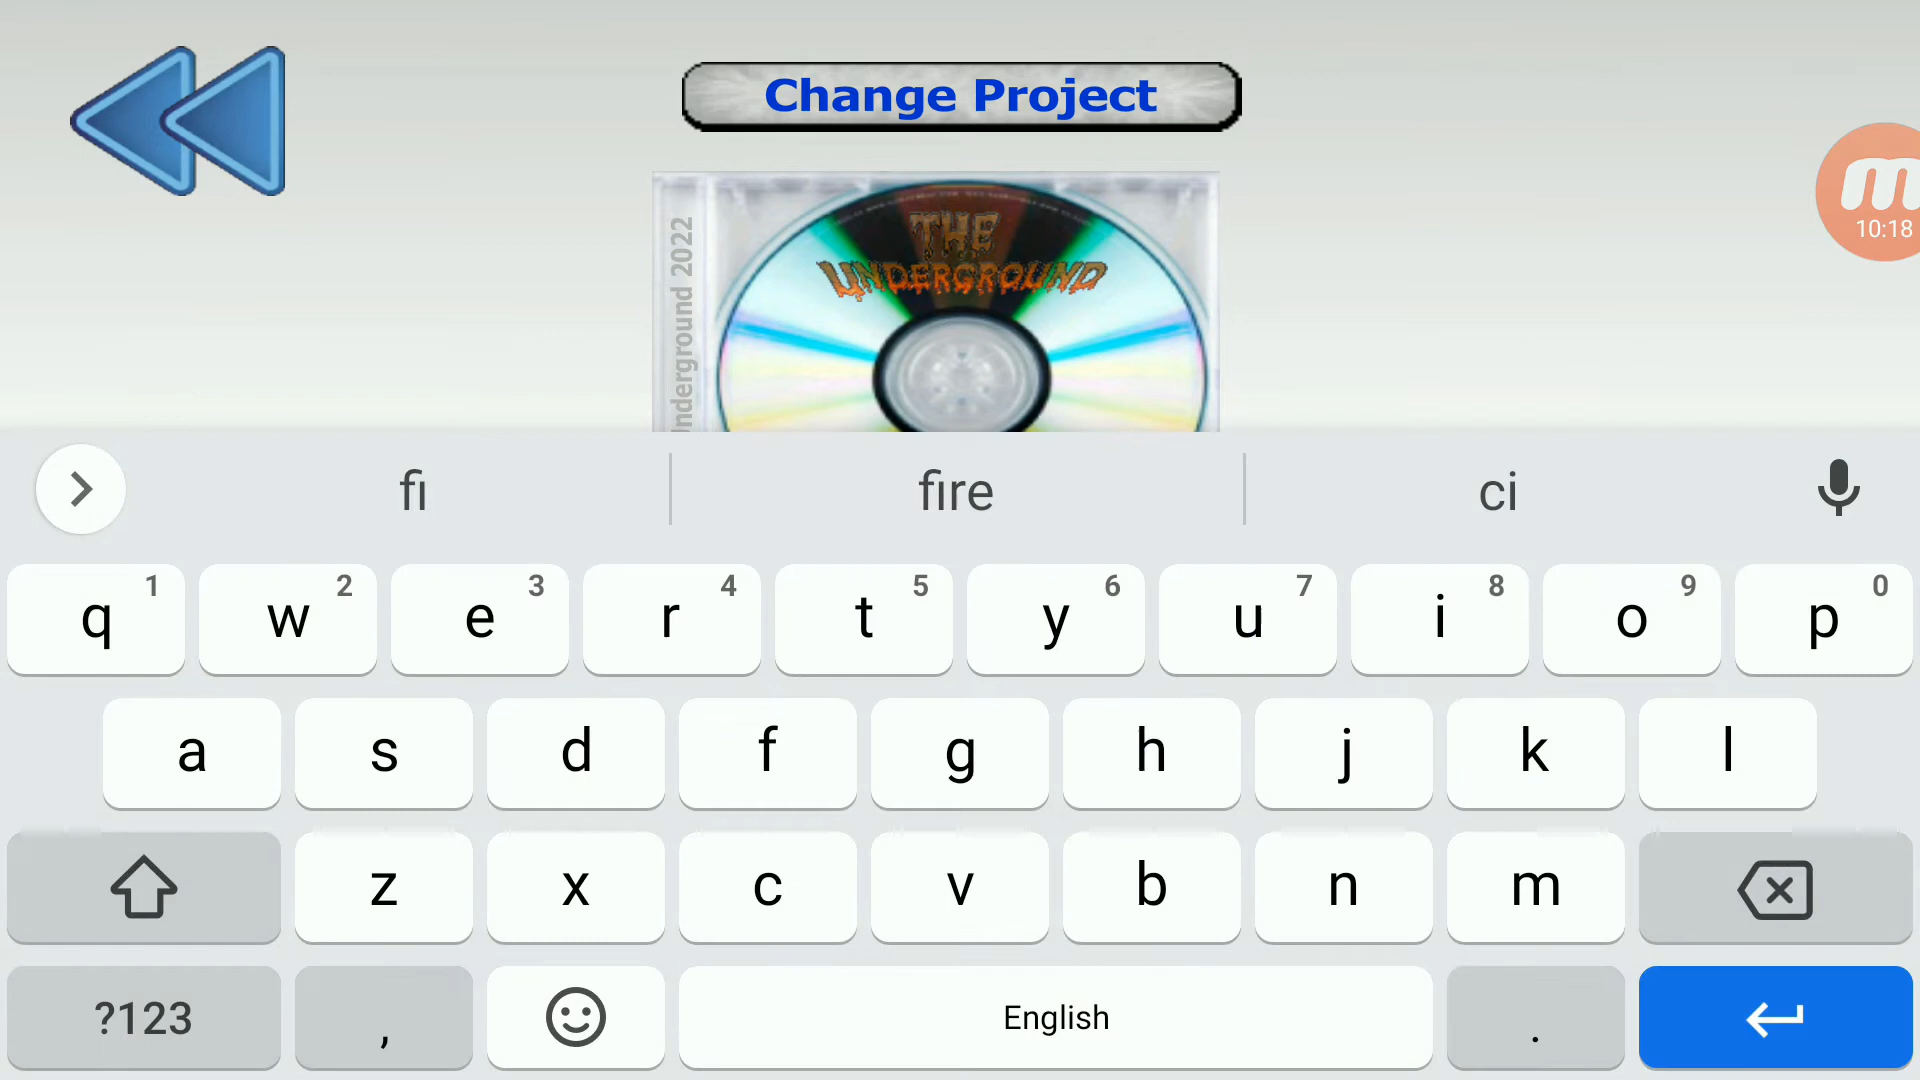 Change Project
10:18
Underground 2022
THE
UNDERGROUND
fi fire ci
q 1 w 2 e 3 r 4 t 5 y 6 u 7 i 8 o 9 p 0
a s d f g h j k l
z x c v b n m
?123 , English .